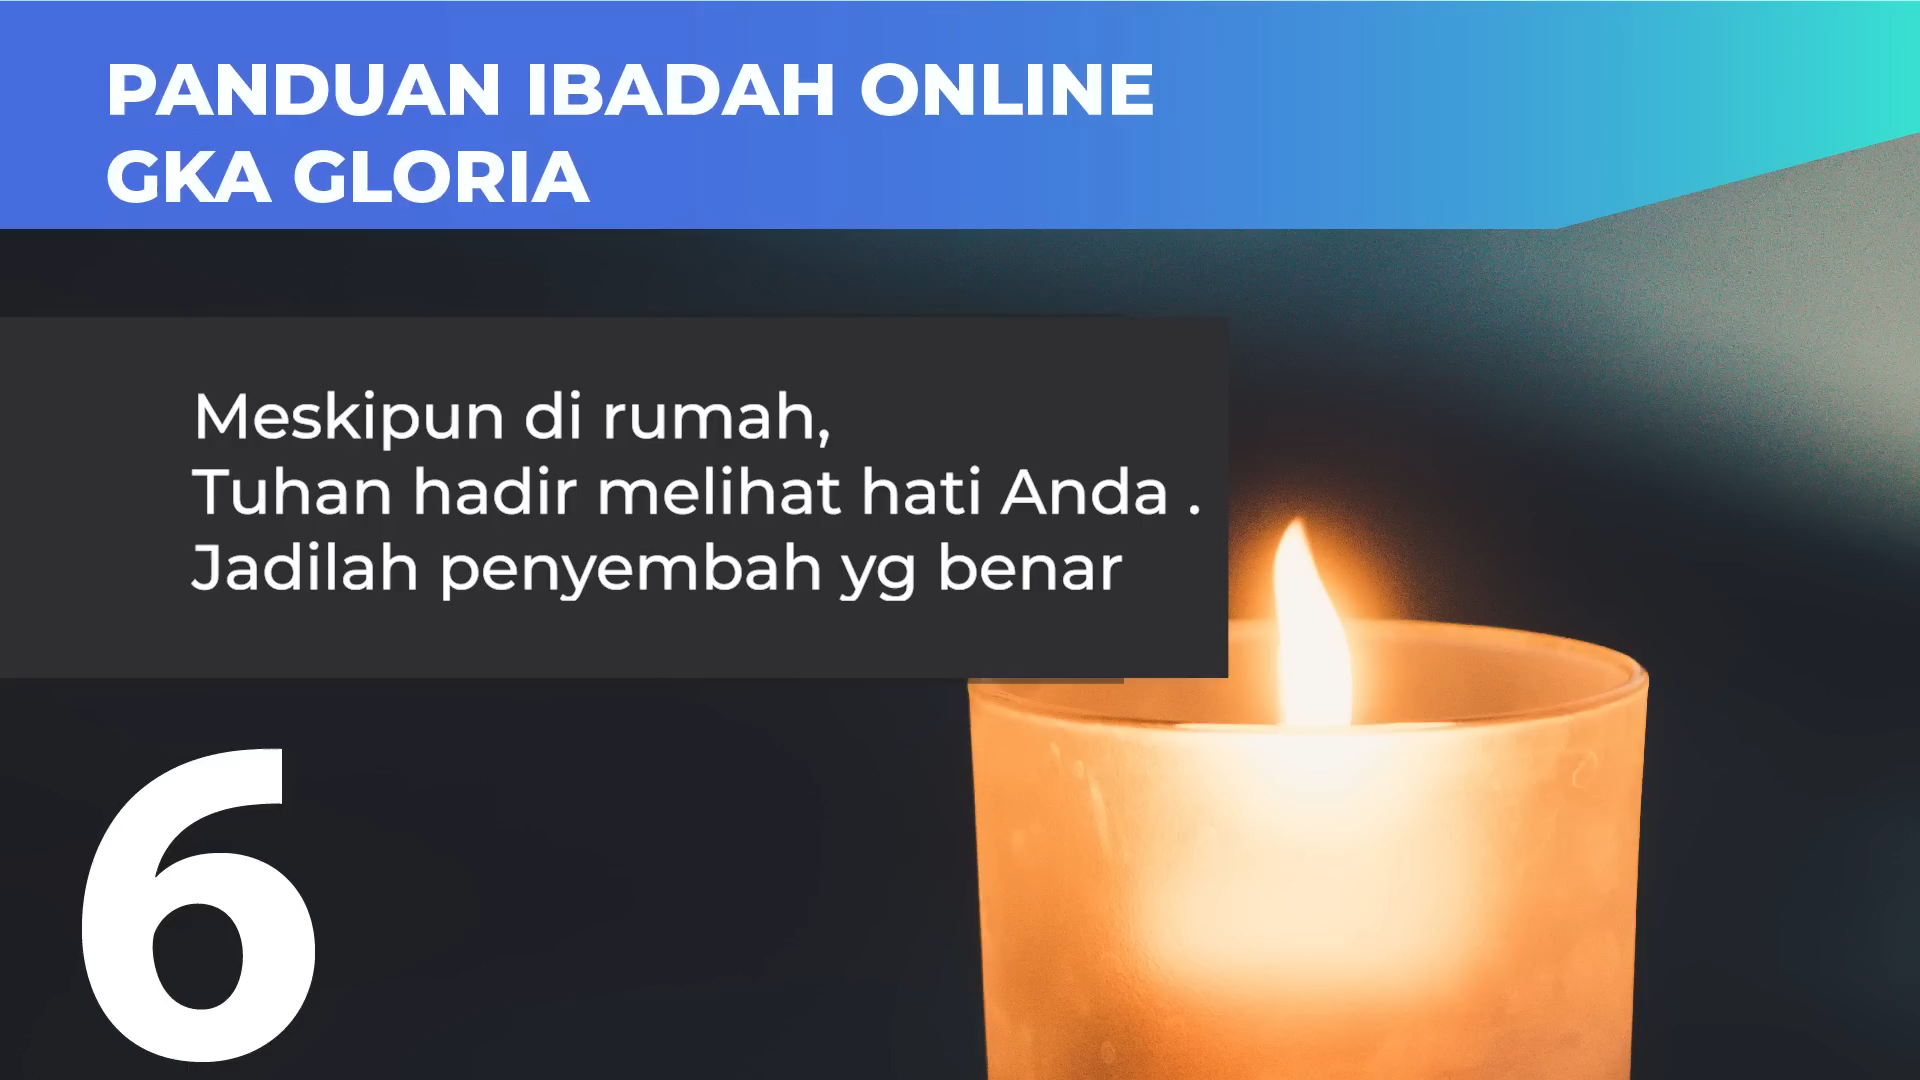 PANDUAN IBADAH ONLINE
GKA GLORIA
Meskipun di rumah,
Tuhan hadir melihat hati Anda .
Jadilah penyembah yg benar
6